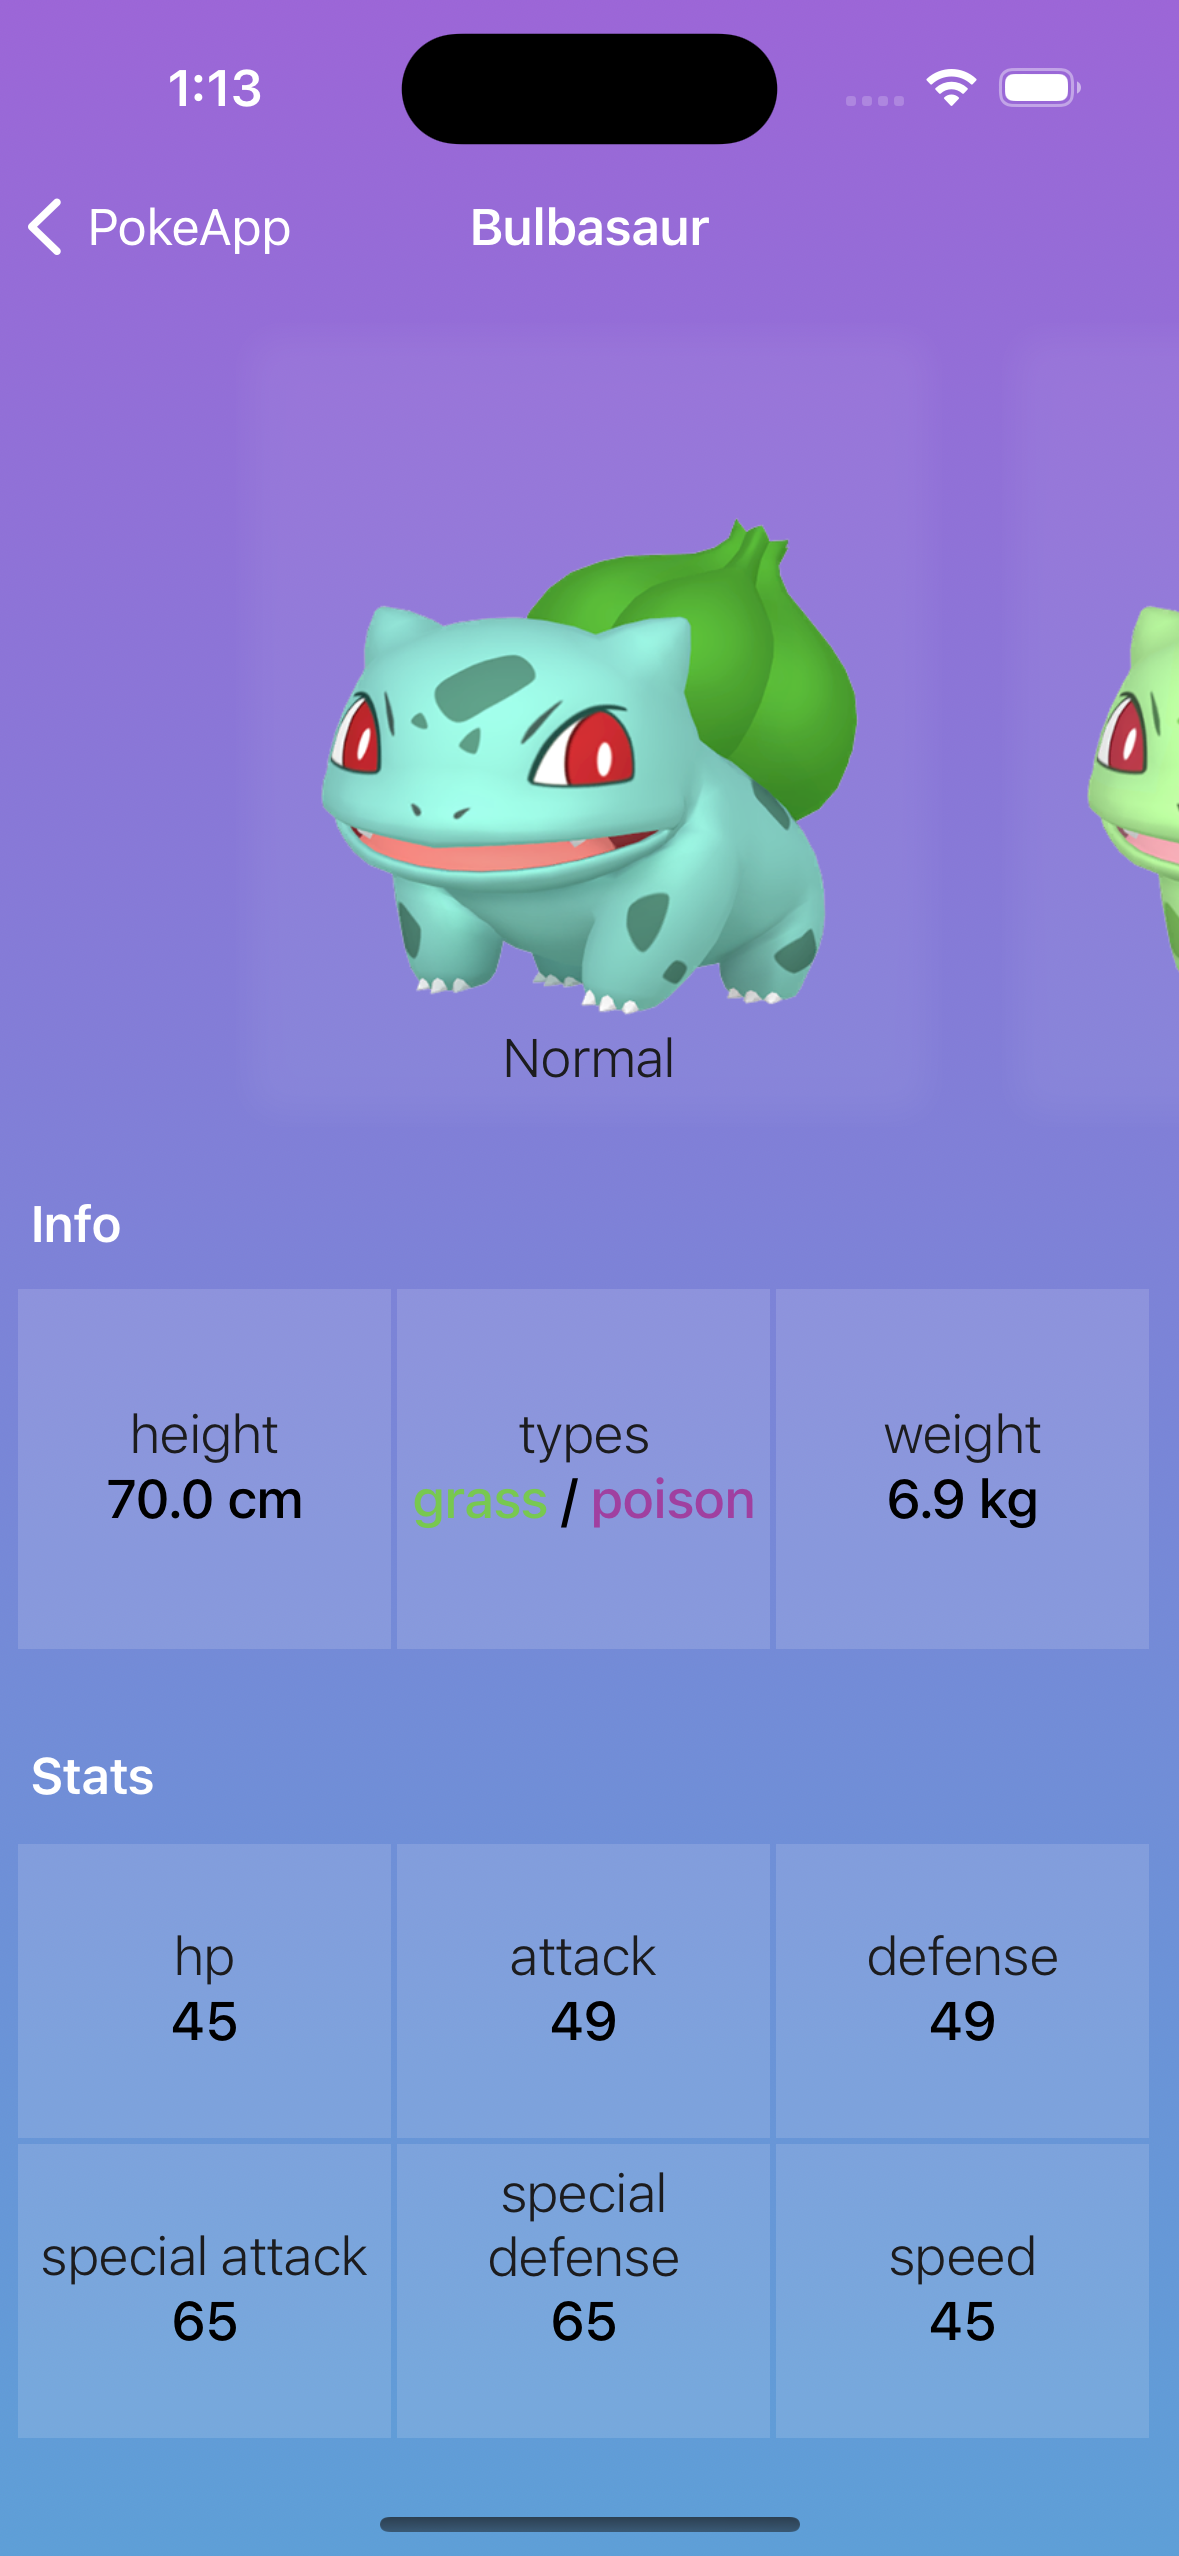 1:13
PokeApp
Bulbasaur
Normal
Info
height
70.0 cm
types
grass / poison
weight
6.9 kg
Stats
hp
45
attack
49
defense
49
special attack
65
special
defense
65
speed
45